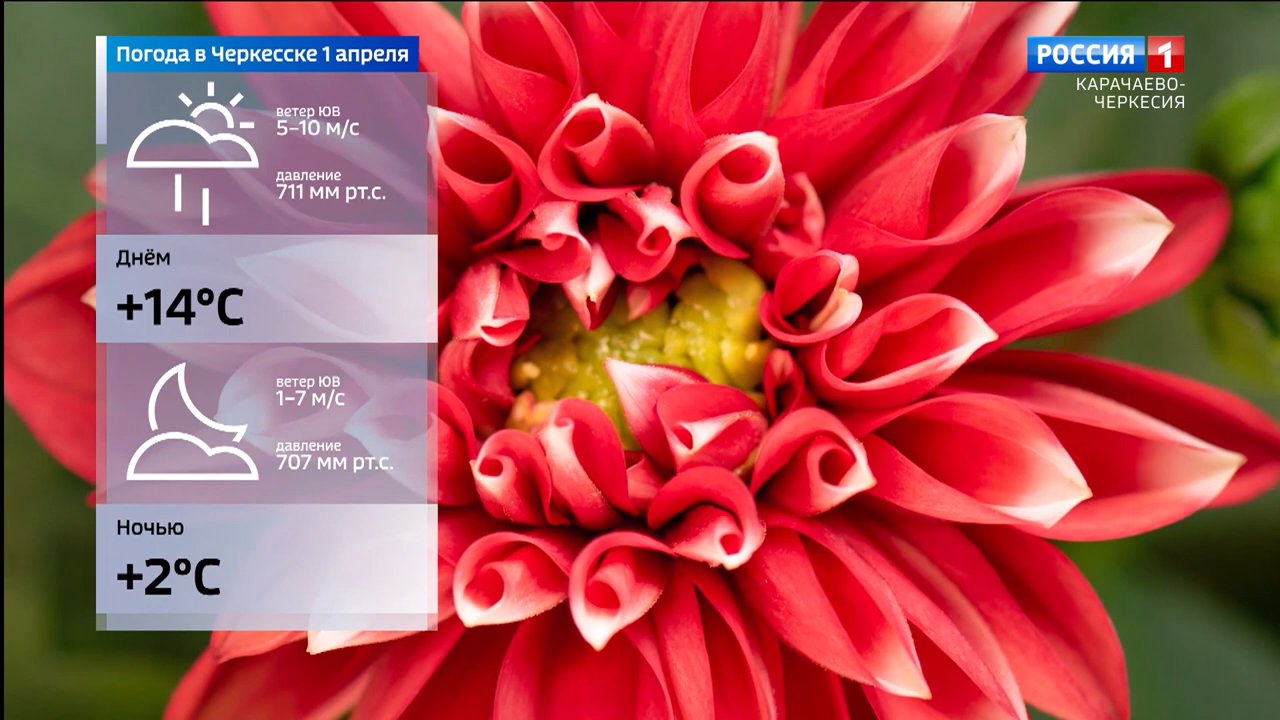 Погода в Черкесске 1 апреля
ветер ЮВ
5–10 м/с
давление
711 мм рт.с.
Днём
+14°C
ветер ЮВ
1–7 м/с
давление
707 мм рт.с.
Ночью
+2°C
РОССИЯ 1
КАРАЧАЕВО-
ЧЕРКЕСИЯ